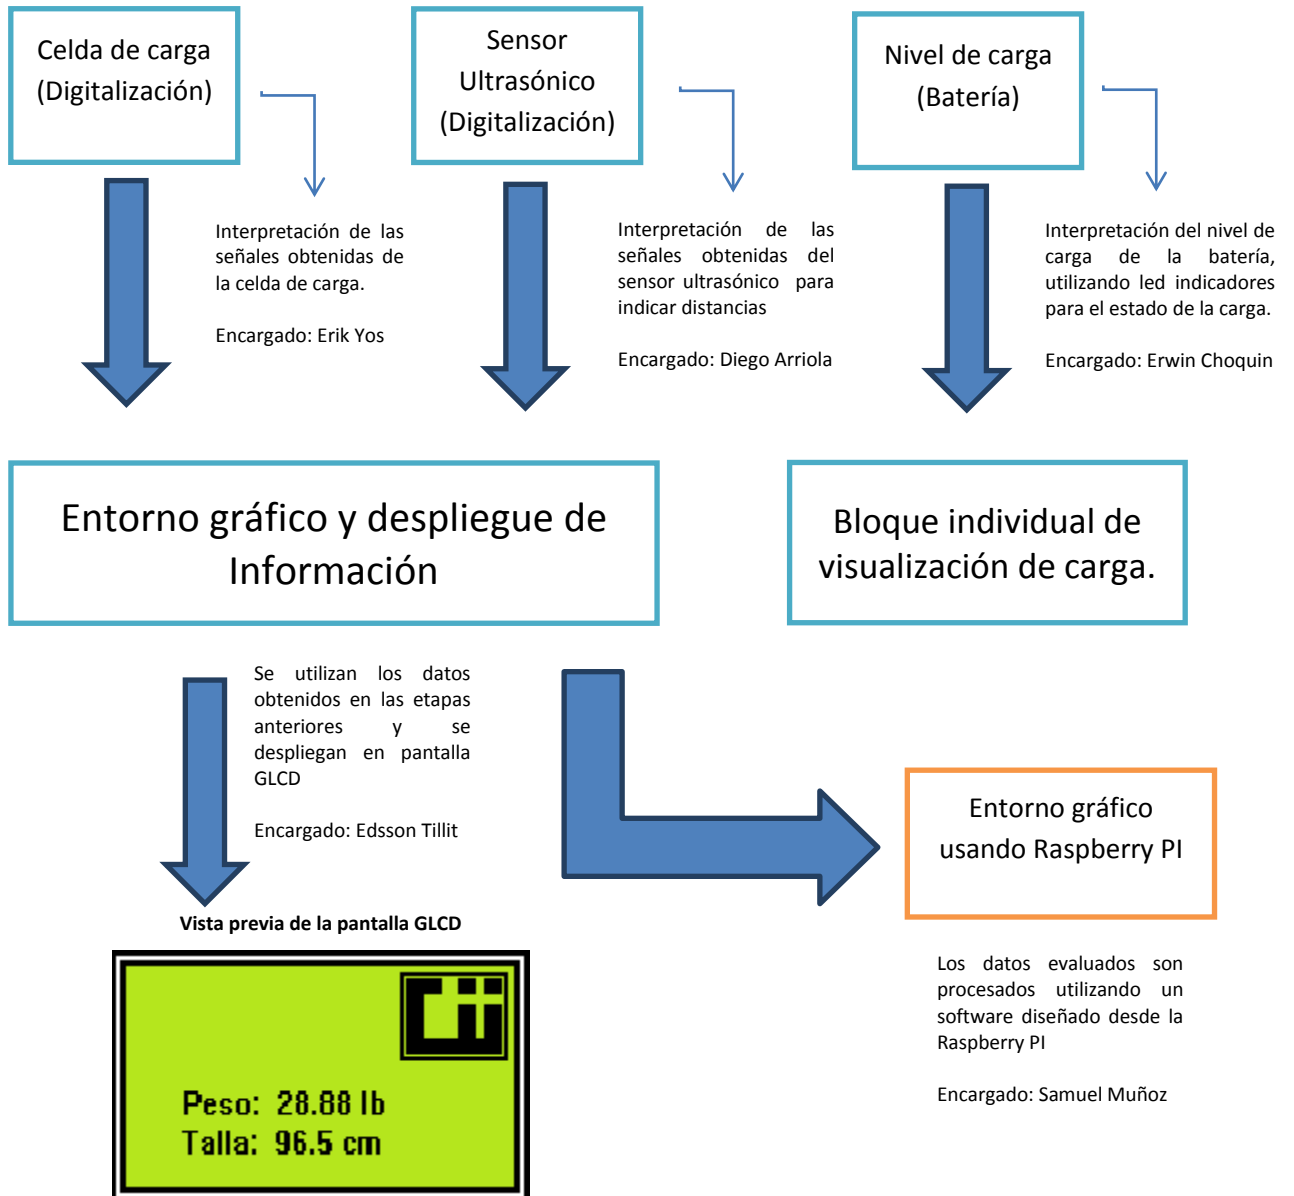 Celda de carga
(Digitalización)
Sensor
Ultrasónico
(Digitalización)
Nivel de carga
(Batería)
Interpretación de las
señales obtenidas de
la celda de carga.
Encargado: Erik Yos
Interpretación de las
señales obtenidas del
sensor ultrasónico para
indicar distancias
Encargado: Diego Arriola
Interpretación del nivel de
carga de la batería,
utilizando led indicadores
para el estado de la carga.
Encargado: Erwin Choquin
Entorno gráfico y despliegue de
Información
Bloque individual de
visualización de carga.
Se utilizan los datos
obtenidos en las etapas
anteriores y se
despliegan en pantalla
GLCD
Encargado: Edsson Tillit
Entorno gráfico
usando Raspberry PI
Los datos evaluados son
procesados utilizando un
software diseñado desde la
Raspberry PI
Encargado: Samuel Muñoz
Vista previa de la pantalla GLCD
Peso: 28.88 lb
Talla: 96.5 cm